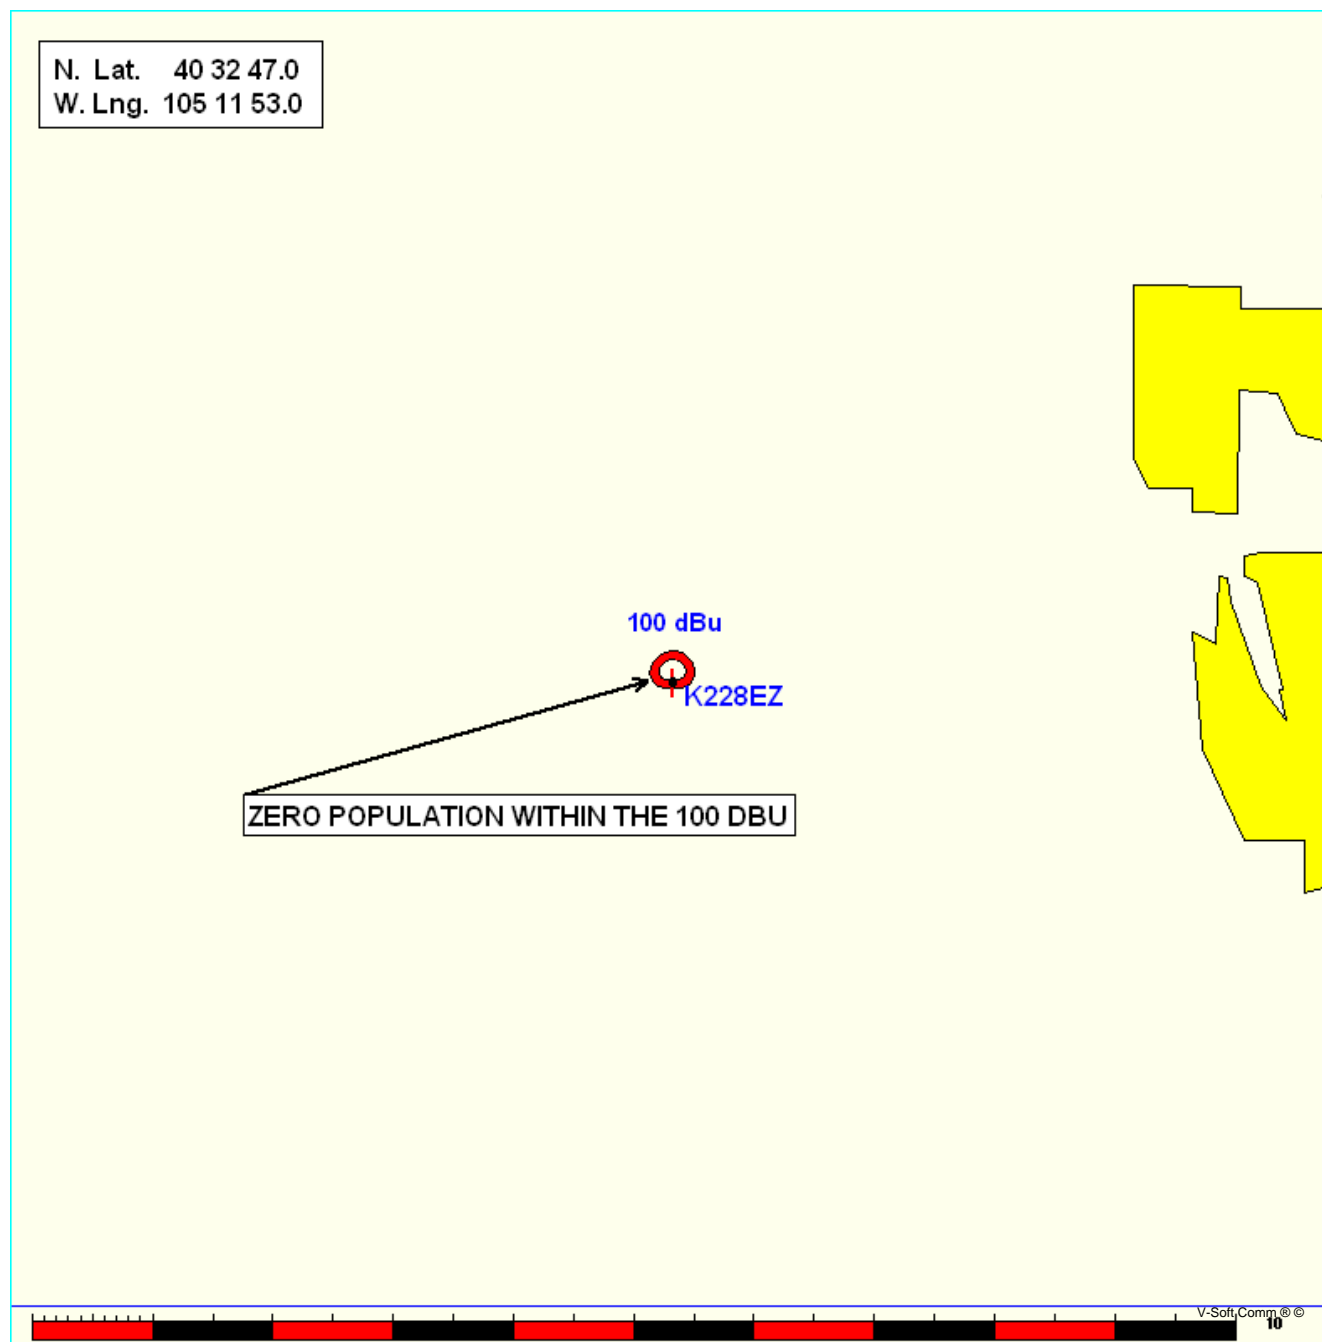 N. Lat. 40 32 47.0
W. Lng. 105 11 53.0
100 dBu
K228EZ
ZERO POPULATION WITHIN THE 100 DBU
V-Soft Comm ® ©
10